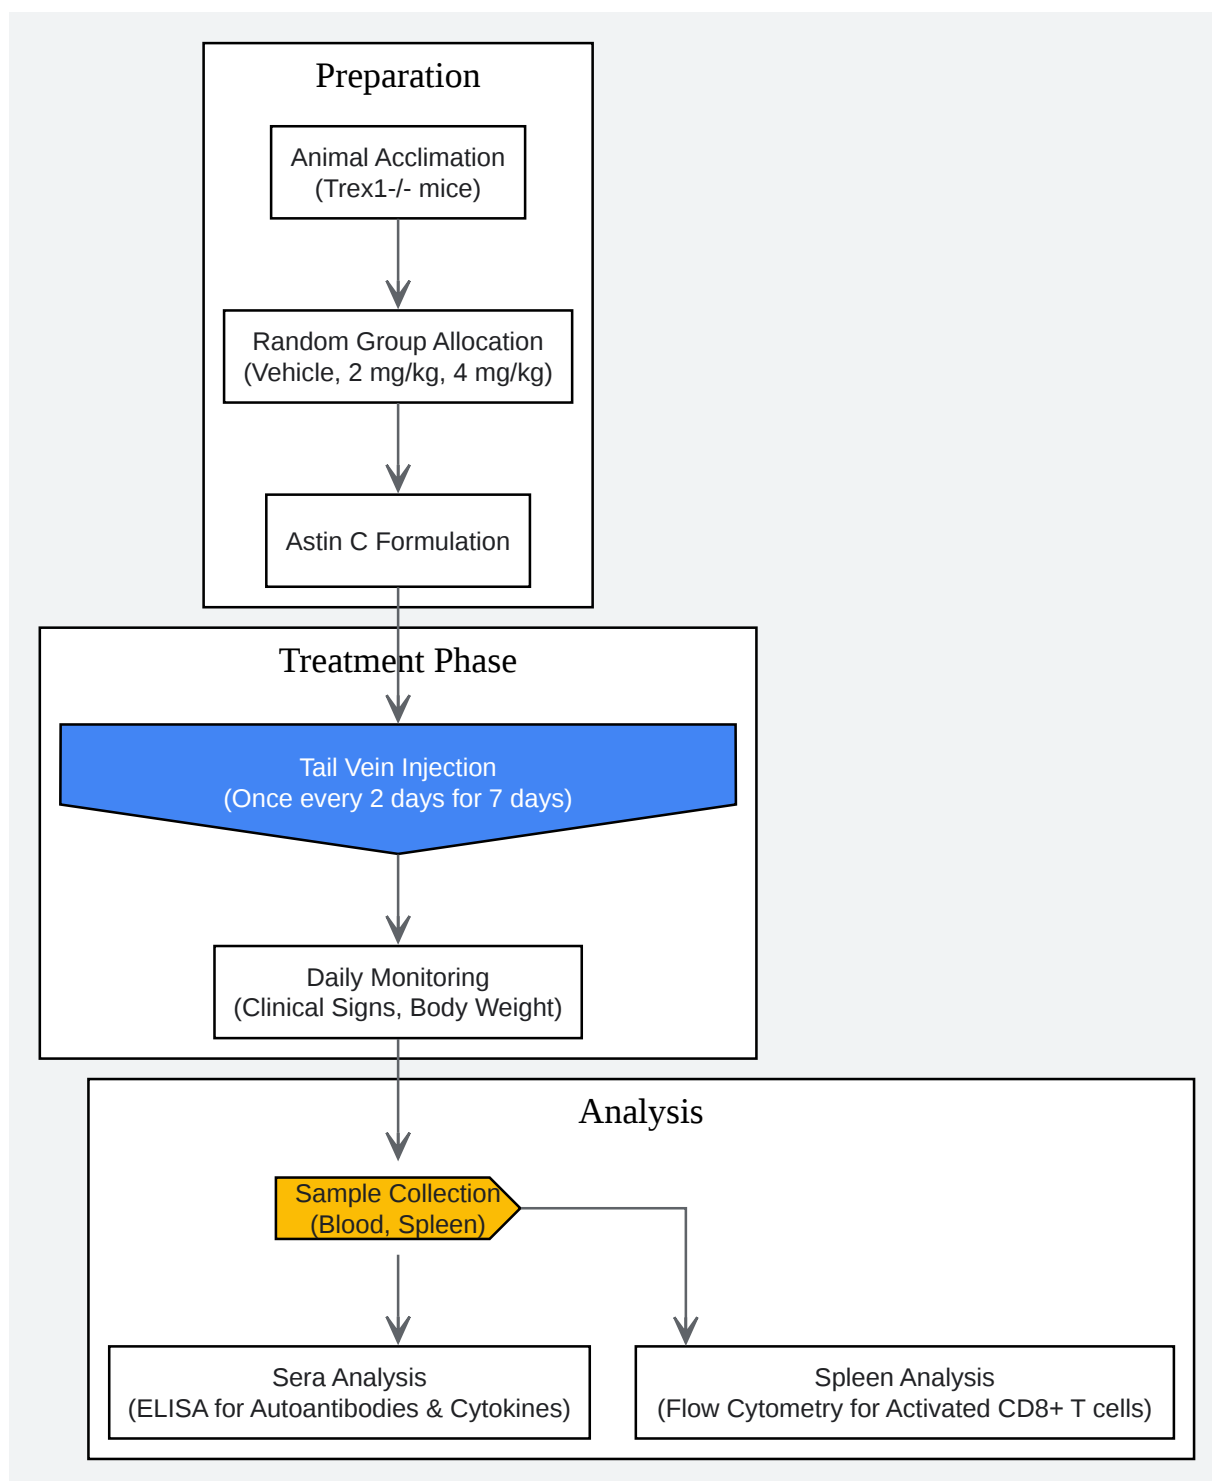 Preparation
Animal Acclimation
(Trex1-/- mice)
Random Group Allocation
(Vehicle, 2 mg/kg, 4 mg/kg)
Astin C Formulation
Treatment Phase
Tail Vein Injection
(Once every 2 days for 7 days)
Daily Monitoring
(Clinical Signs, Body Weight)
Analysis
Sample Collection
(Blood, Spleen)
Sera Analysis
(ELISA for Autoantibodies & Cytokines)
Spleen Analysis
(Flow Cytometry for Activated CD8+ T cells)